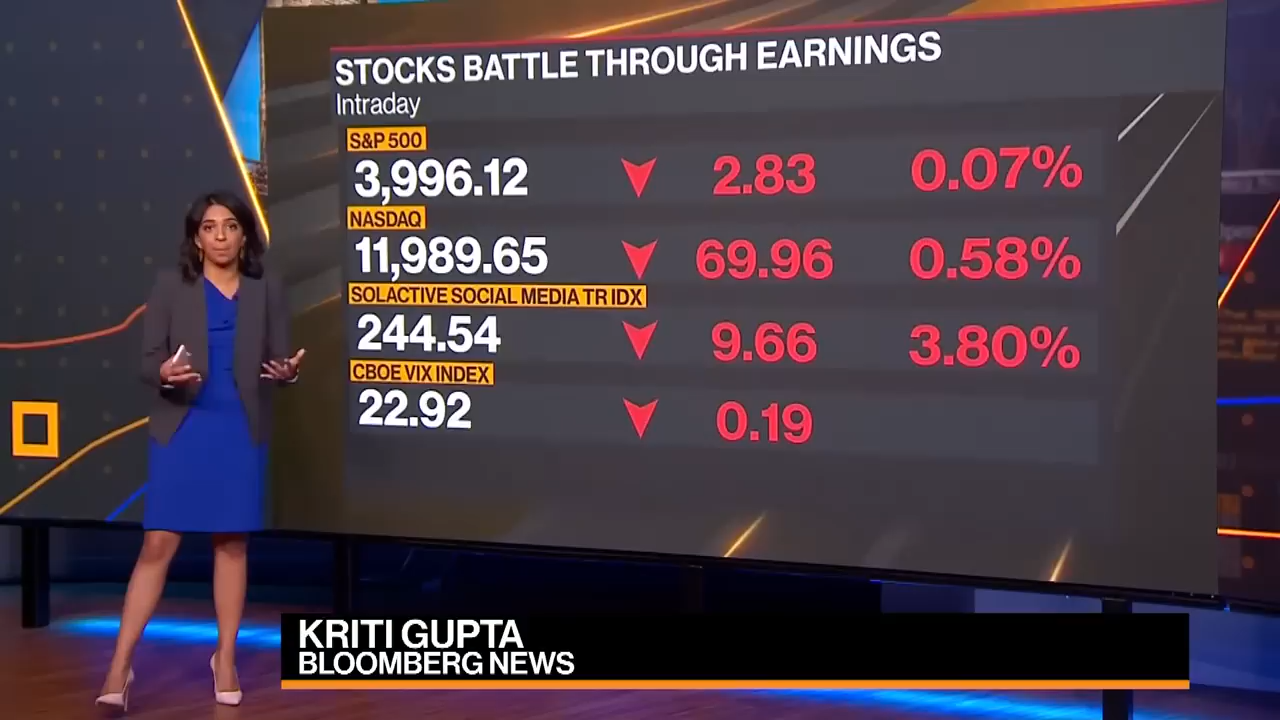 STOCKS BATTLE THROUGH EARNINGS
Intraday
S&P 500
3,996.12 2.83 0.07%
NASDAQ
11,989.65 69.96 0.58%
SOLACTIVE SOCIAL MEDIA TR IDX
244.54 9.66 3.80%
CBOE VIX INDEX
22.92 0.19
KRITI GUPTA
BLOOMBERG NEWS